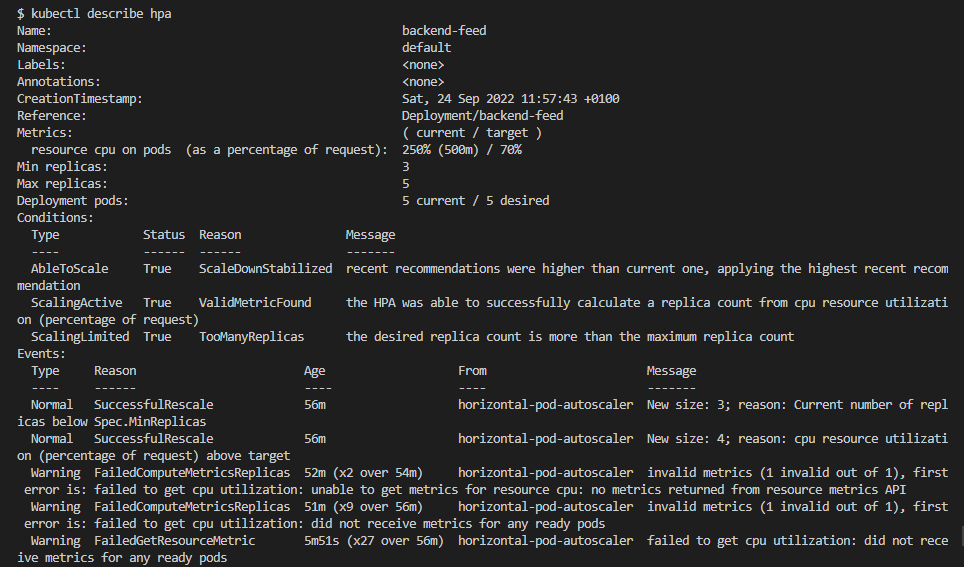 $ kubectl describe hpa
Name:                                                  backend-feed
Namespace:                                             default
Labels:                                                <none>
Annotations:                                           <none>
CreationTimestamp:                                     Sat, 24 Sep 2022 11:57:43 +0100
Reference:                                             Deployment/backend-feed
Metrics:                                               ( current / target )
  resource cpu on pods  (as a percentage of request):  250% (500m) / 70%
Min replicas:                                          3
Max replicas:                                          5
Deployment pods:                                       5 current / 5 desired
Conditions:
  Type            Status  Reason              Message
  ----            ------  ------              -------
  AbleToScale     True    ScaleDownStabilized  recent recommendations were higher than current one, applying the highest recent recom
mendation
  ScalingActive   True    ValidMetricFound     the HPA was able to successfully calculate a replica count from cpu resource utilizati
on (percentage of request)
  ScalingLimited  True    TooManyReplicas      the desired replica count is more than the maximum replica count
Events:
  Type     Reason                        Age                   From                       Message
  ----     ------                        ----                  ----                       -------
  Normal   SuccessfulRescale             56m                   horizontal-pod-autoscaler  New size: 3; reason: Current number of repl
icas below Spec.MinReplicas
  Normal   SuccessfulRescale             56m                   horizontal-pod-autoscaler  New size: 4; reason: cpu resource utilizati
on (percentage of request) above target
  Warning  FailedComputeMetricsReplicas  52m (x2 over 54m)     horizontal-pod-autoscaler  invalid metrics (1 invalid out of 1), first
 error is: failed to get cpu utilization: unable to get metrics for resource cpu: no metrics returned from resource metrics API
  Warning  FailedComputeMetricsReplicas  51m (x9 over 56m)     horizontal-pod-autoscaler  invalid metrics (1 invalid out of 1), first
 error is: failed to get cpu utilization: did not receive metrics for any ready pods
  Warning  FailedGetResourceMetric       5m51s (x27 over 56m)  horizontal-pod-autoscaler  failed to get cpu utilization: did not rece
ive metrics for any ready pods